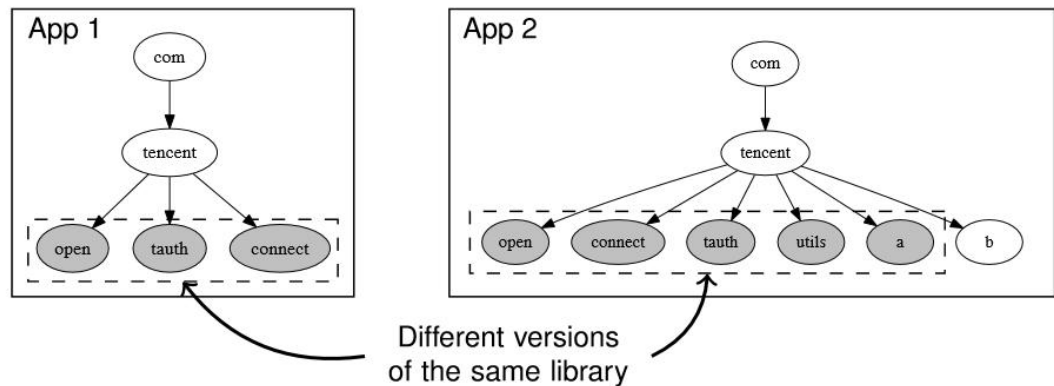 App 1
com
tencent
open tauth connect
App 2
com
tencent
open connect tauth utils a b
Different versions
of the same library